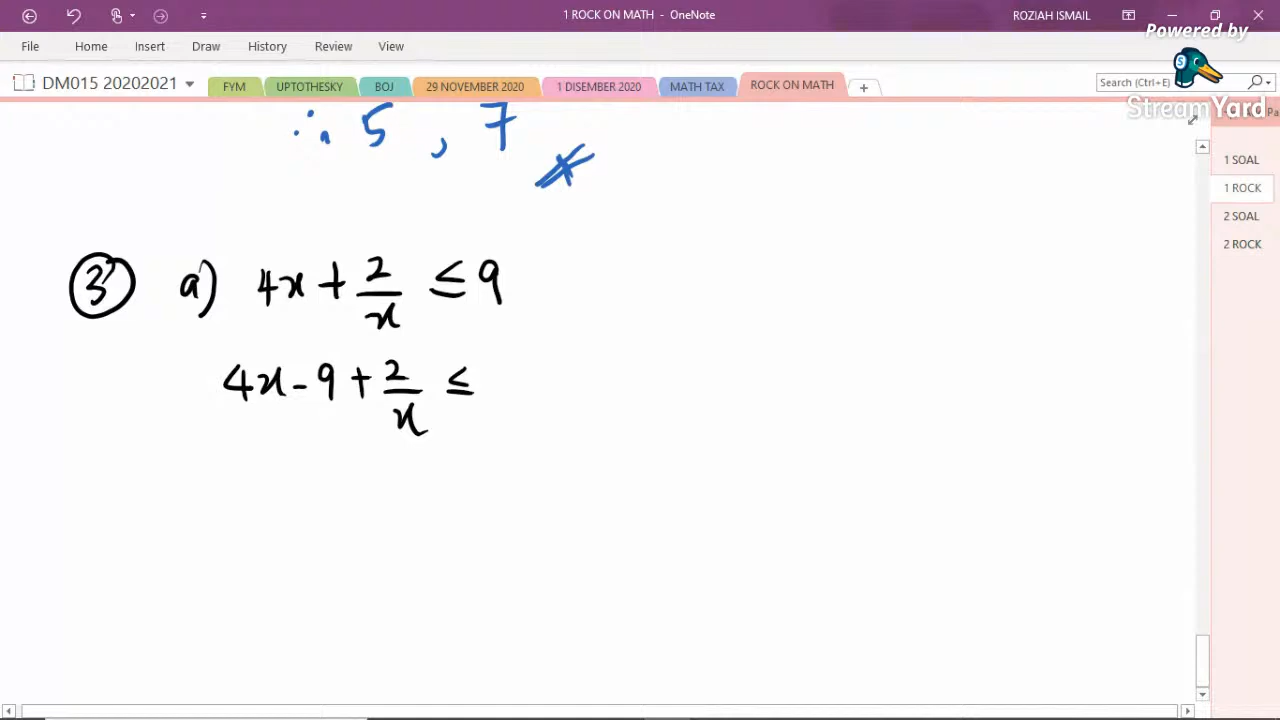 1 ROCK ON MATH - OneNote
ROZIAH ISMAIL
Powered by
StreamYard
File Home Insert Draw History Review View
DM015 20202021
FYM UPTOTHESKY BOJ 29 NOVEMBER 2020 1 DISEMBER 2020 MATH TAX ROCK ON MATH +
Search (Ctrl+E)
Pa
1 SOAL
1 ROCK
2 SOAL
2 ROCK
∴ 5 , 7
3 a) 4x + 2/x ≤ 9
4x - 9 + 2/x ≤